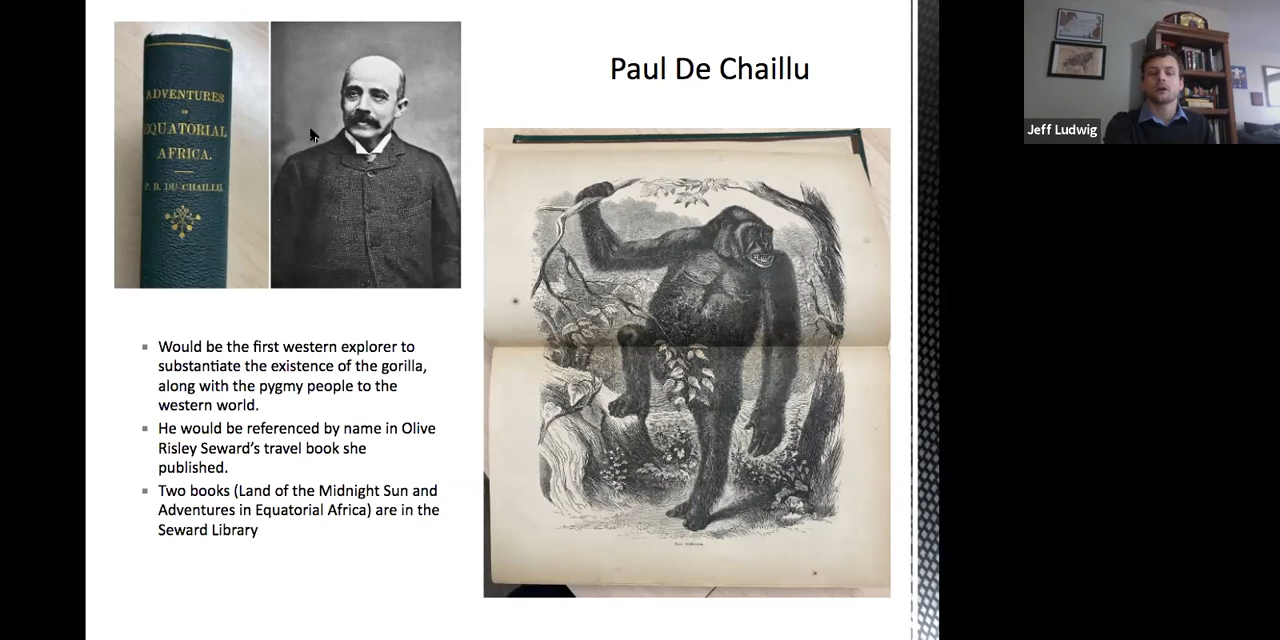 ADVENTURES
IN
EQUATORIAL
AFRICA.
P. B. DU CHAILLU.
Paul De Chaillu
Jeff Ludwig
Would be the first western explorer to
substantiate the existence of the gorilla,
along with the pygmy people to the
western world.
He would be referenced by name in Olive
Risley Seward’s travel book she
published.
Two books (Land of the Midnight Sun and
Adventures in Equatorial Africa) are in the
Seward Library